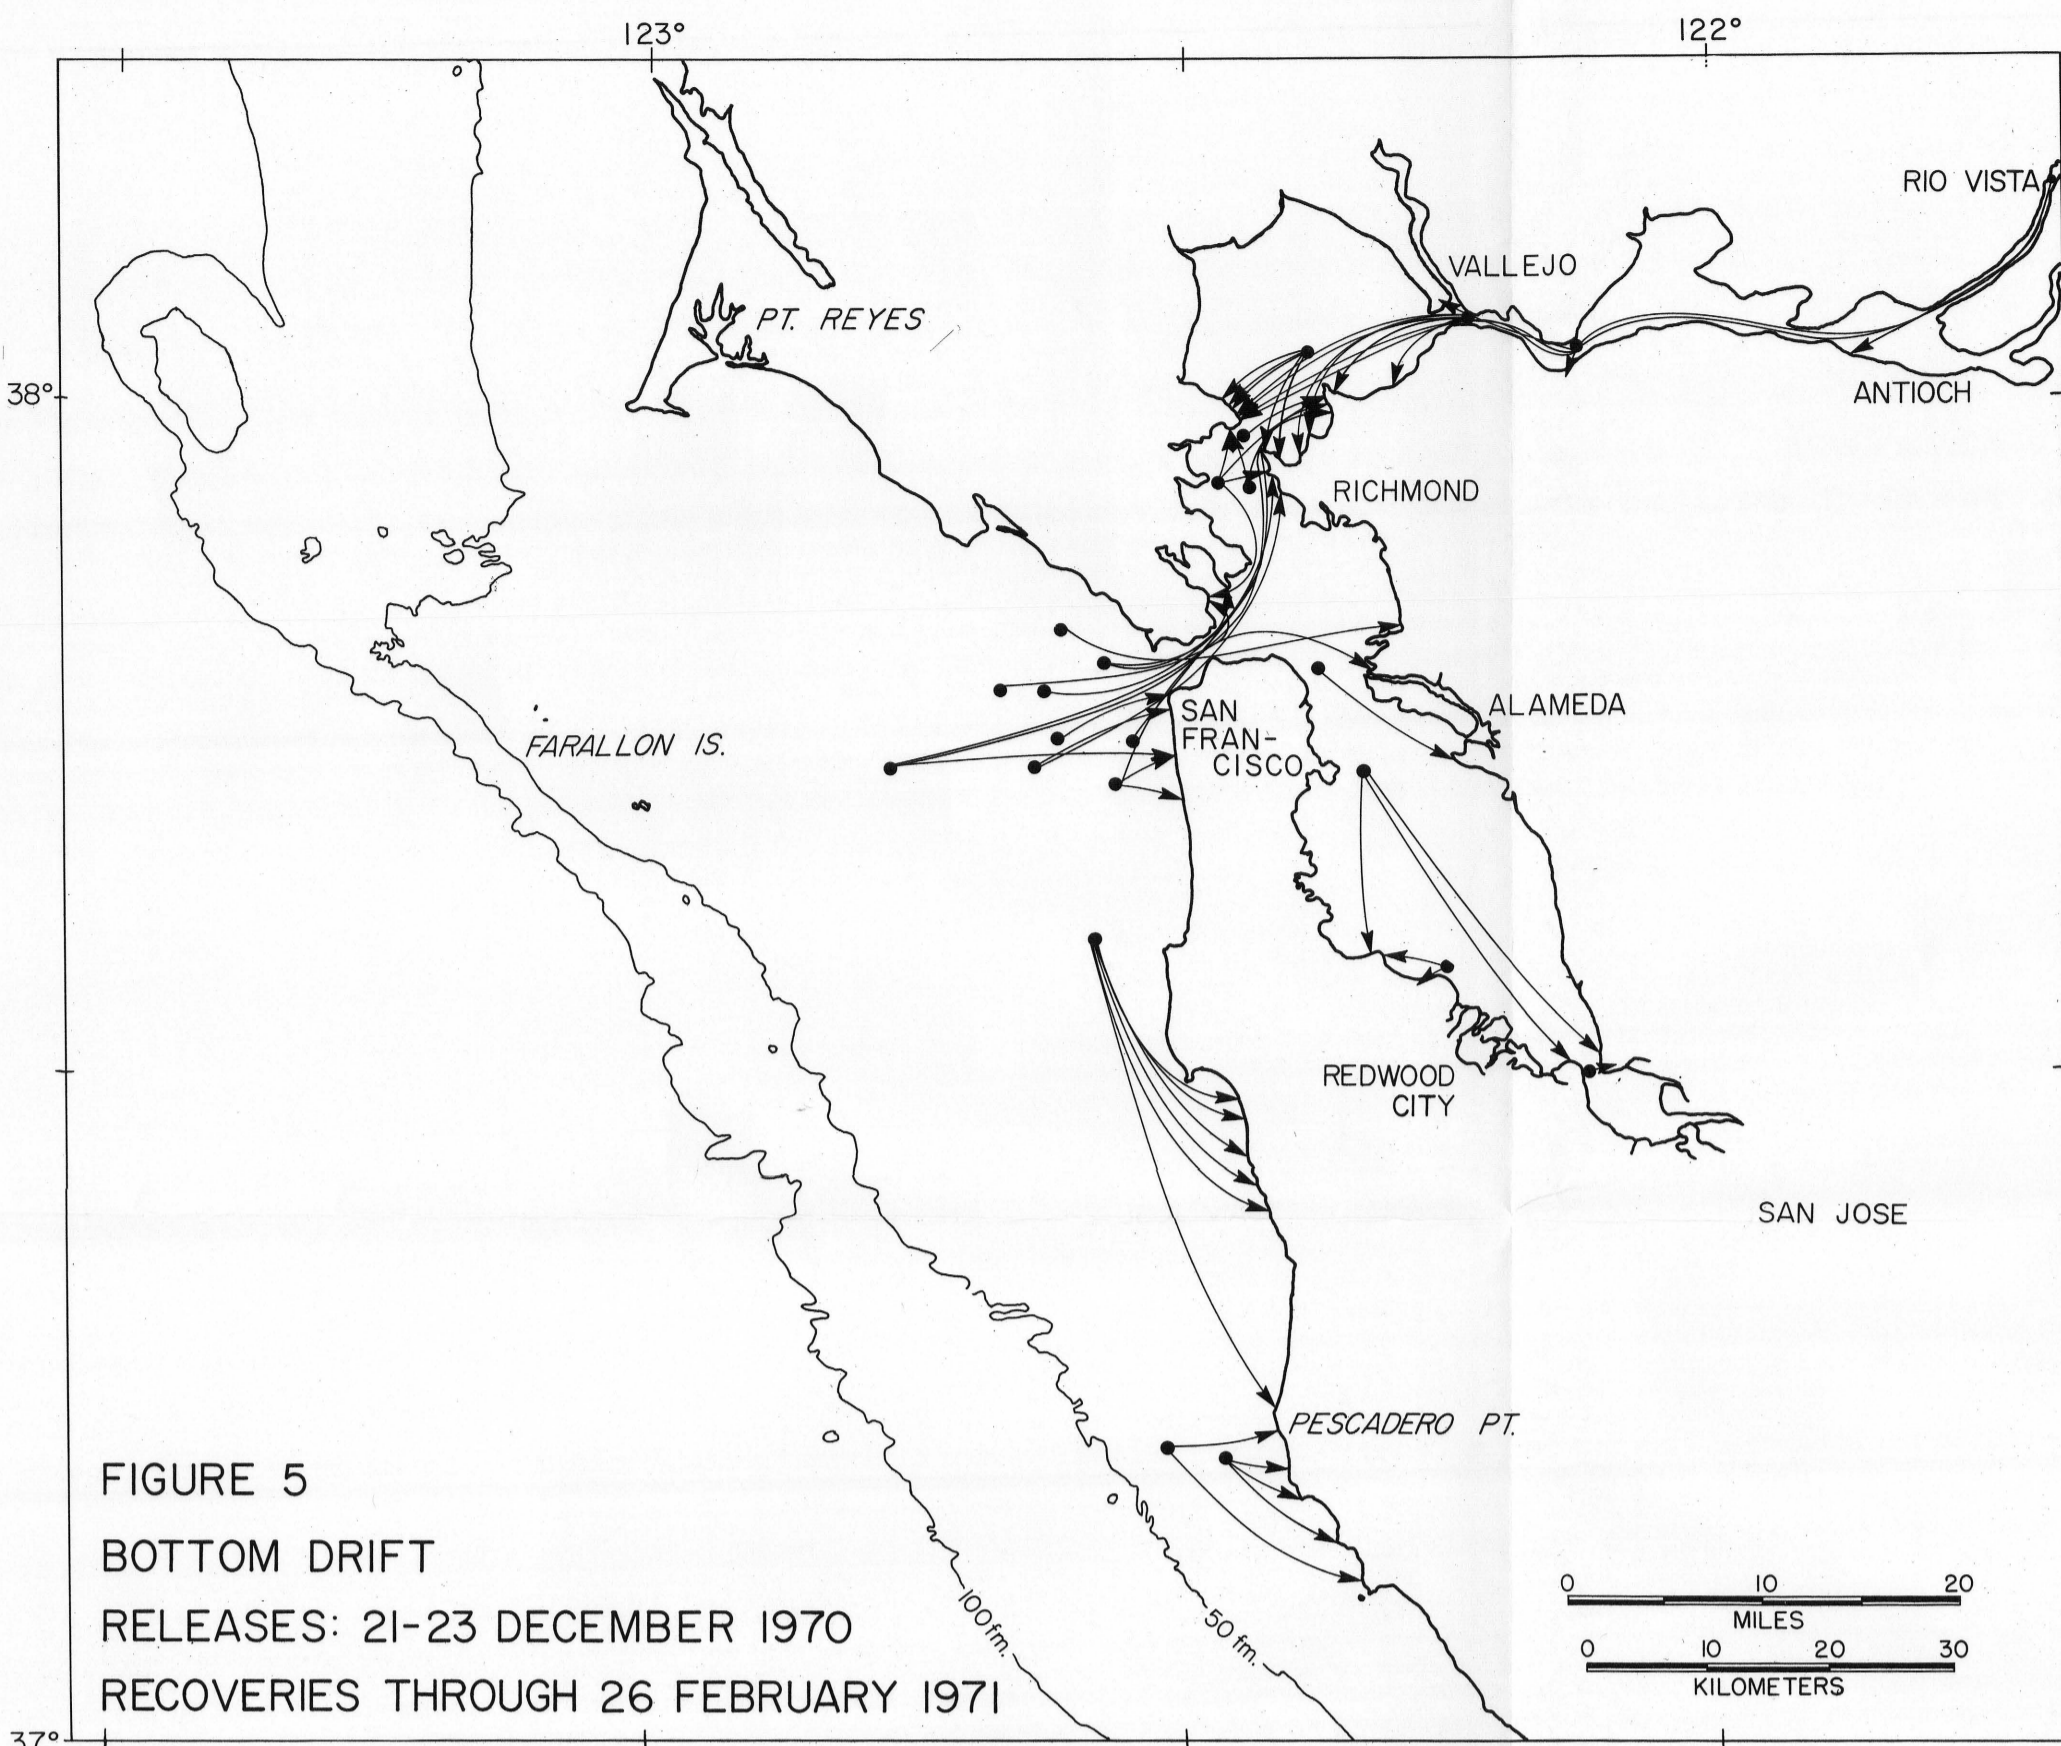 123°
122°
RIO VISTA
VALLEJO
PT. REYES
38°
ANTIOCH
RICHMOND
ALAMEDA
SAN
FRAN-
CISCO
FARALLON IS.
REDWOOD
CITY
SAN JOSE
PESCADERO PT.
FIGURE 5
BOTTOM DRIFT
RELEASES: 21-23 DECEMBER 1970
RECOVERIES THROUGH 26 FEBRUARY 1971
100 fm.
50 fm.
0 10 20
MILES
0 10 20 30
KILOMETERS
37°